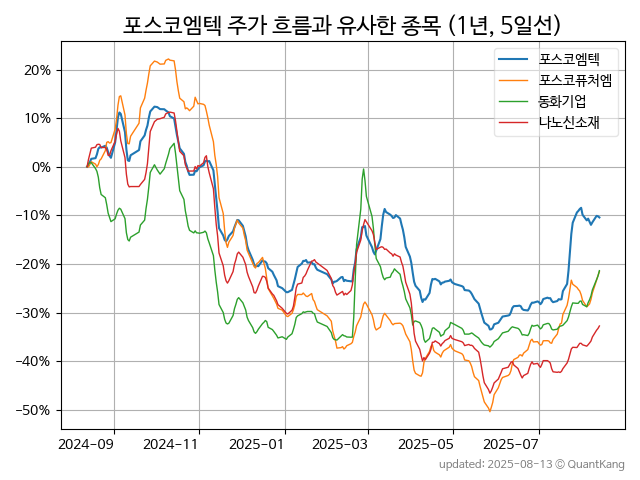 포스코엠텍 주가 흐름과 유사한 종목 (1년, 5일선)
포스코엠텍
포스코퓨처엠
동화기업
나노신소재
20%
10%
0%
−10%
−20%
−30%
−40%
−50%
2024-09 2024-11 2025-01 2025-03 2025-05 2025-07
updated: 2025-08-13 © QuantKang